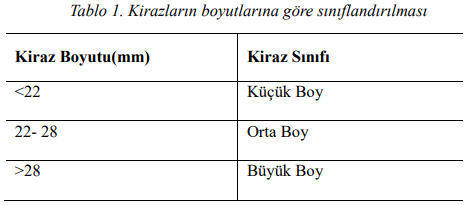 Tablo 1. Kirazların boyutlarına göre sınıflandırılması
Kiraz Boyutu(mm) Kiraz Sınıfı
<22 Küçük Boy
22- 28 Orta Boy
>28 Büyük Boy